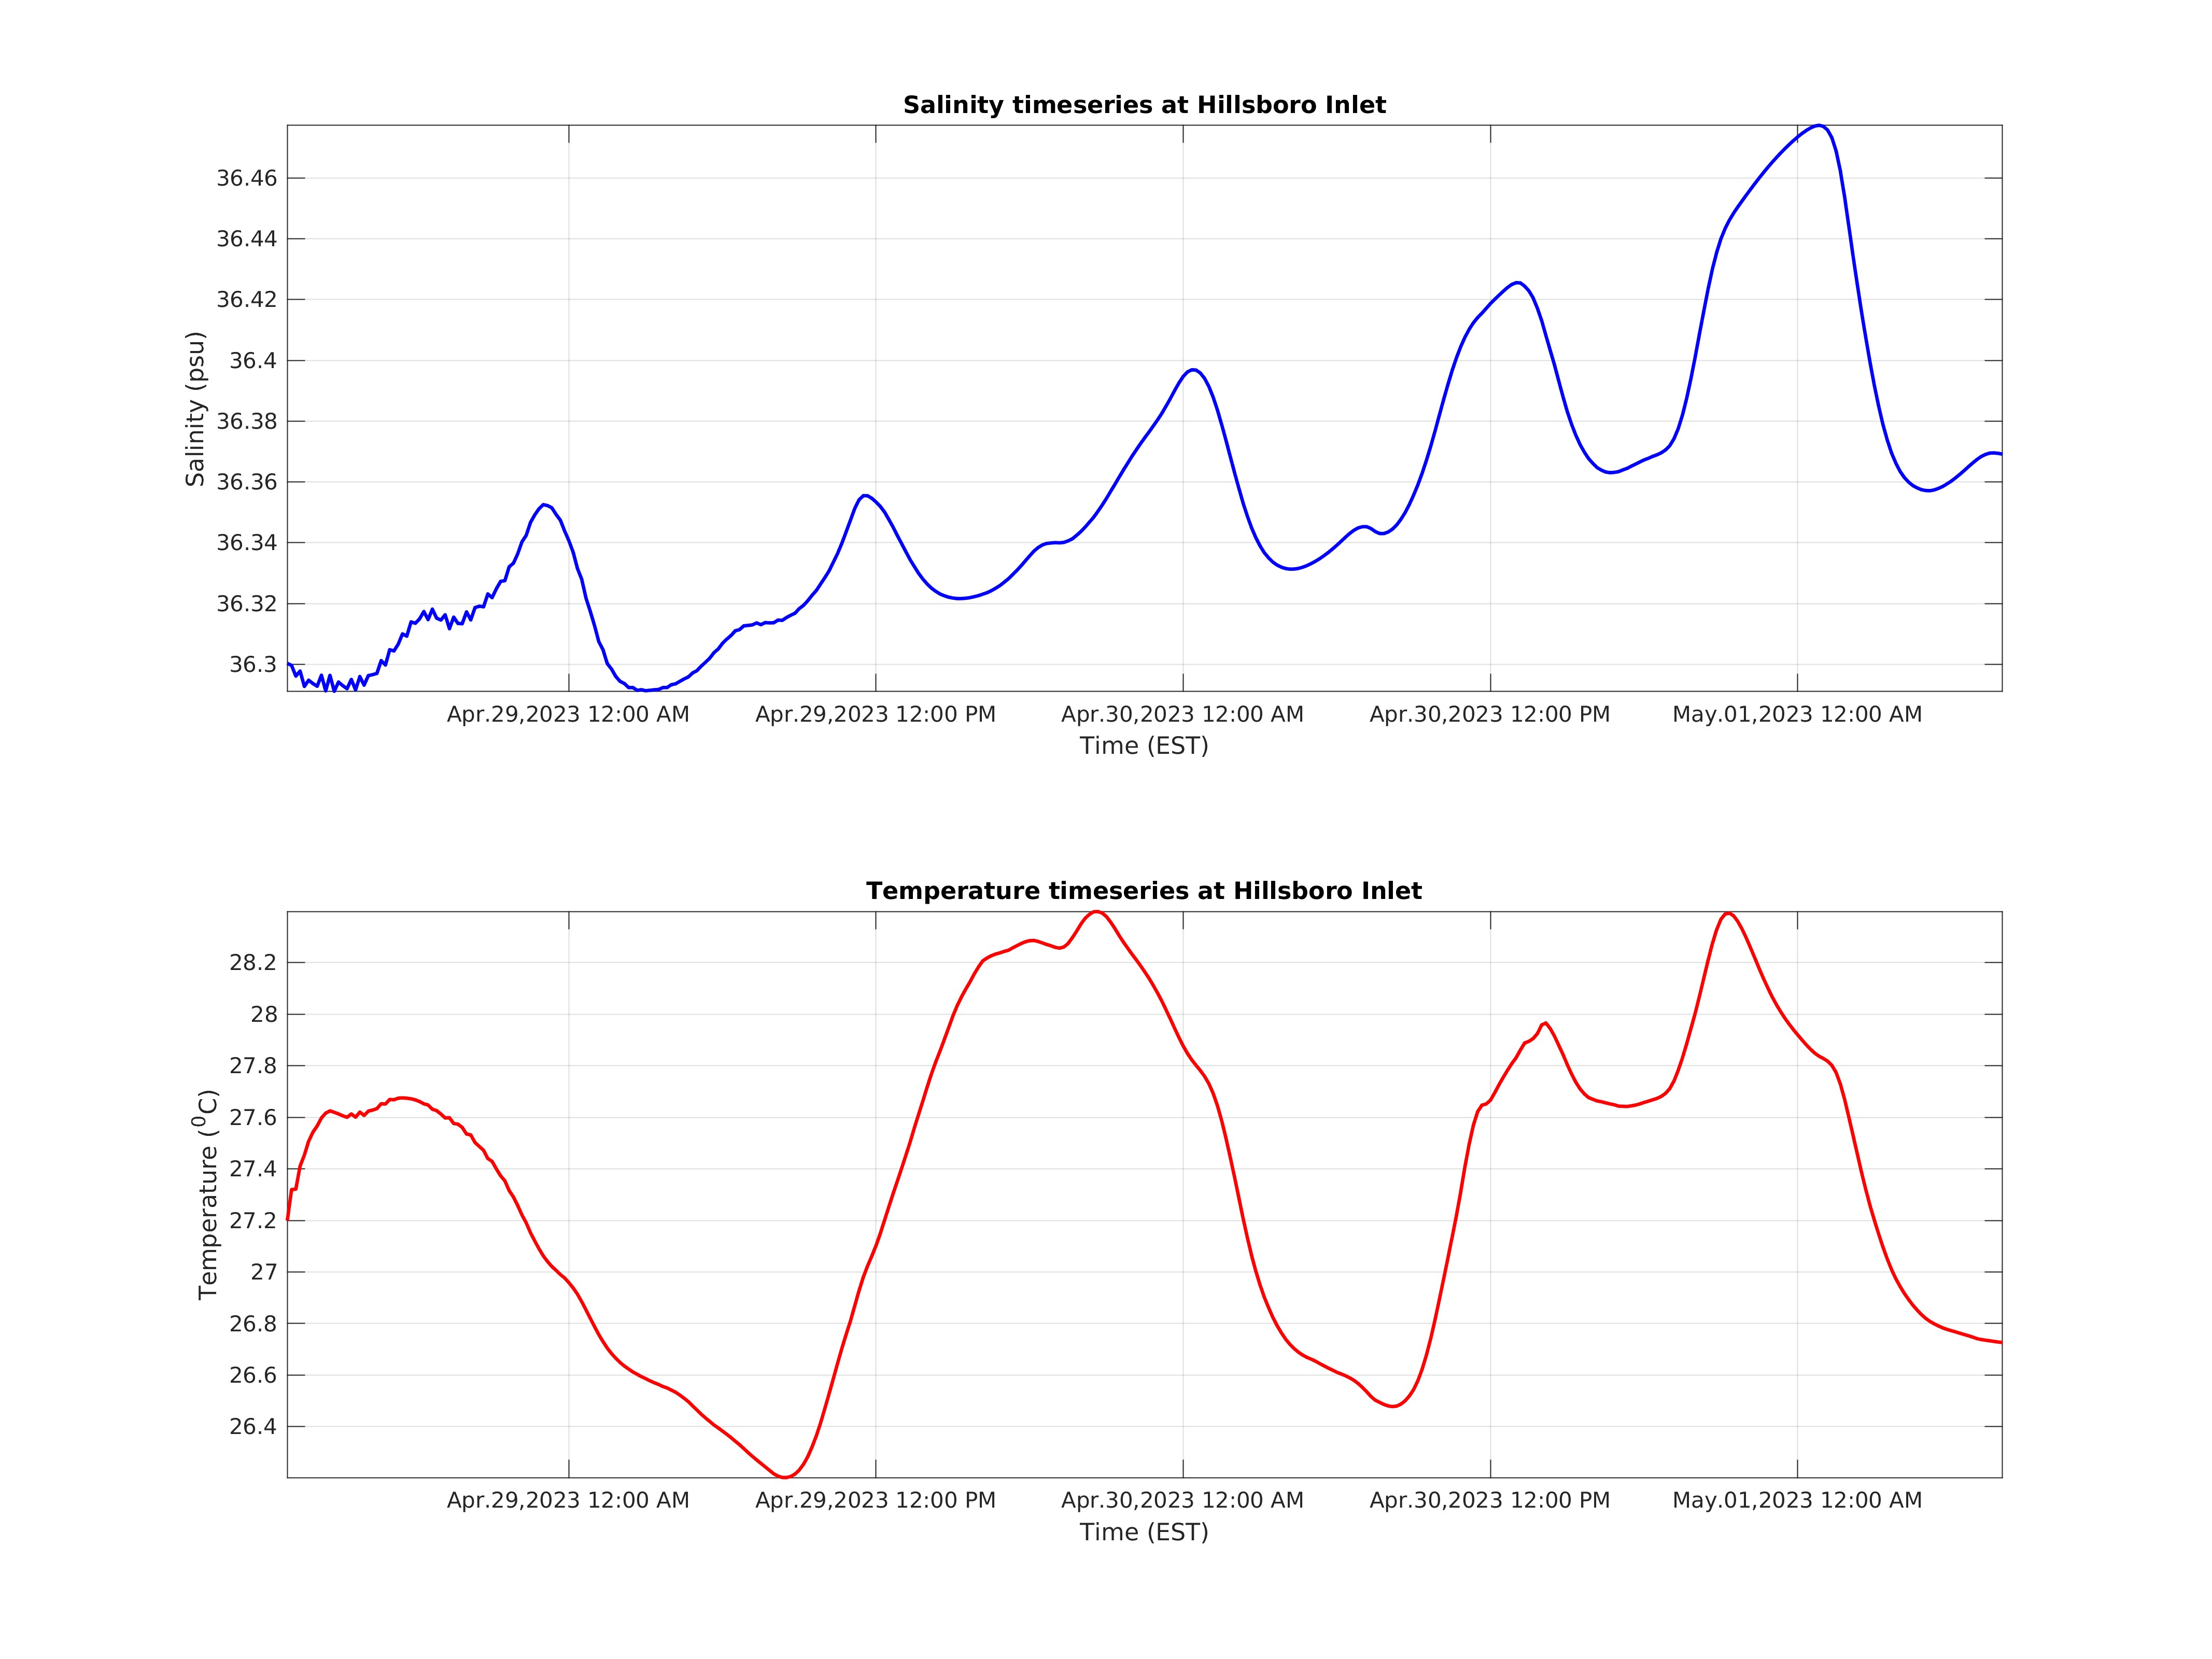 Salinity timeseries at Hillsboro Inlet
36.46
36.44
36.42
36.4
36.38
36.36
36.34
36.32
36.3
Salinity (psu)
Apr.29,2023 12:00 AM Apr.29,2023 12:00 PM Apr.30,2023 12:00 AM Apr.30,2023 12:00 PM May.01,2023 12:00 AM
Time (EST)
Temperature timeseries at Hillsboro Inlet
28.2
28
27.8
27.6
27.4
27.2
27
26.8
26.6
26.4
Temperature (⁰C)
Apr.29,2023 12:00 AM Apr.29,2023 12:00 PM Apr.30,2023 12:00 AM Apr.30,2023 12:00 PM May.01,2023 12:00 AM
Time (EST)